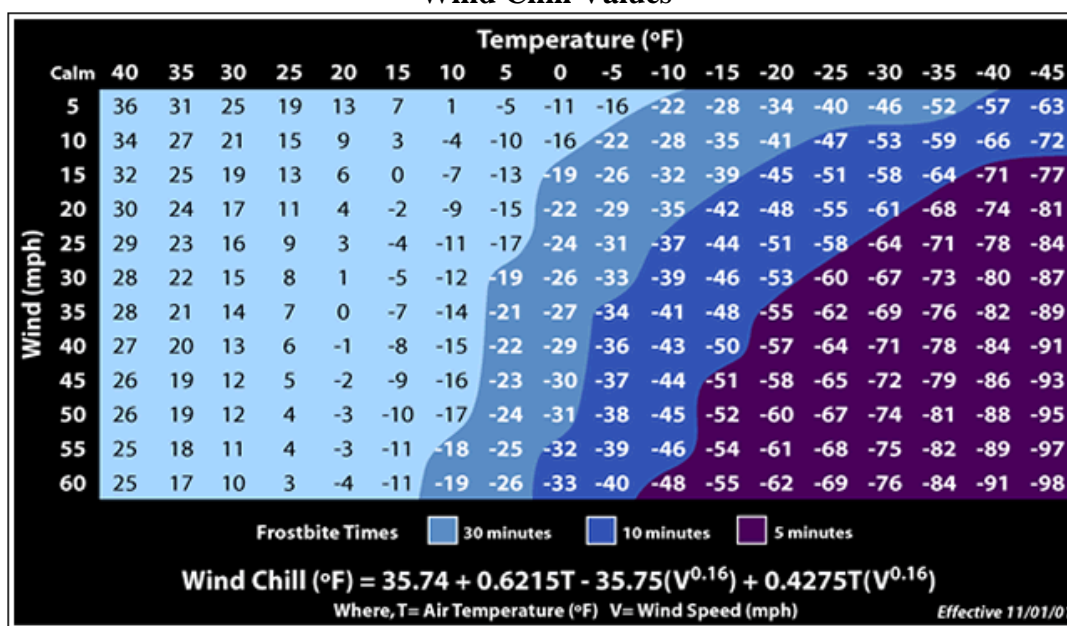 Wind Chill Values
Temperature (ºF)
Calm 40 35 30 25 20 15 10 5 0 -5 -10 -15 -20 -25 -30 -35 -40 -45
5 36 31 25 19 13 7 1 -5 -11 -16 -22 -28 -34 -40 -46 -52 -57 -63
10 34 27 21 15 9 3 -4 -10 -16 -22 -28 -35 -41 -47 -53 -59 -66 -72
15 32 25 19 13 6 0 -7 -13 -19 -26 -32 -39 -45 -51 -58 -64 -71 -77
20 30 24 17 11 4 -2 -9 -15 -22 -29 -35 -42 -48 -55 -61 -68 -74 -81
25 29 23 16 9 3 -4 -11 -17 -24 -31 -37 -44 -51 -58 -64 -71 -78 -84
30 28 22 15 8 1 -5 -12 -19 -26 -33 -39 -46 -53 -60 -67 -73 -80 -87
35 28 21 14 7 0 -7 -14 -21 -27 -34 -41 -48 -55 -62 -69 -76 -82 -89
40 27 20 13 6 -1 -8 -15 -22 -29 -36 -43 -50 -57 -64 -71 -78 -84 -91
45 26 19 12 5 -2 -9 -16 -23 -30 -37 -44 -51 -58 -65 -72 -79 -86 -93
50 26 19 12 4 -3 -10 -17 -24 -31 -38 -45 -52 -60 -67 -74 -81 -88 -95
55 25 18 11 4 -3 -11 -18 -25 -32 -39 -46 -54 -61 -68 -75 -82 -89 -97
60 25 17 10 3 -4 -11 -19 -26 -33 -40 -48 -55 -62 -69 -76 -84 -91 -98
Wind (mph)
Frostbite Times 30 minutes 10 minutes 5 minutes
Wind Chill (ºF) = 35.74 + 0.6215T - 35.75(V^0.16) + 0.4275T(V^0.16)
Where, T= Air Temperature (ºF) V= Wind Speed (mph) Effective 11/01/01